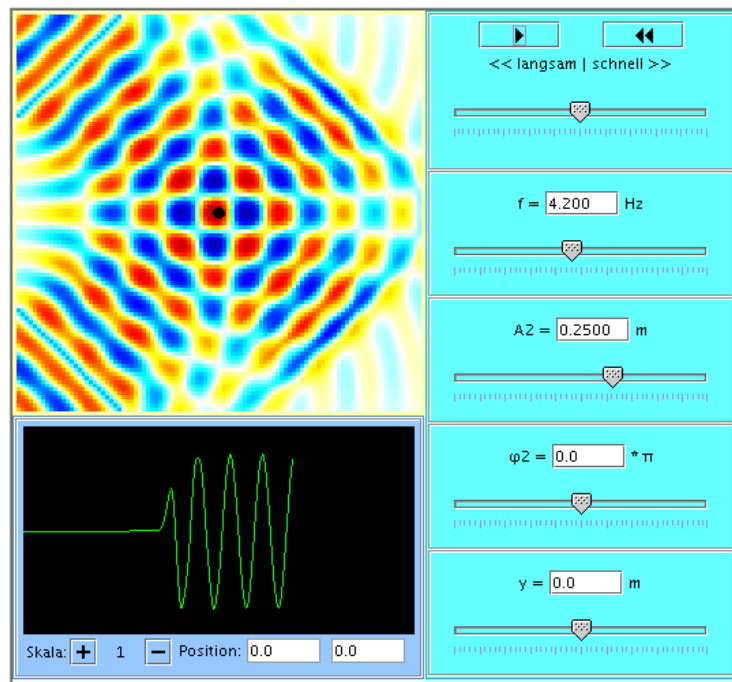 << langsam | schnell >>
f = 4.200 Hz
A2 = 0.2500 m
φ2 = 0.0 * π
y = 0.0 m
Skala: + 1 − Position: 0.0 0.0